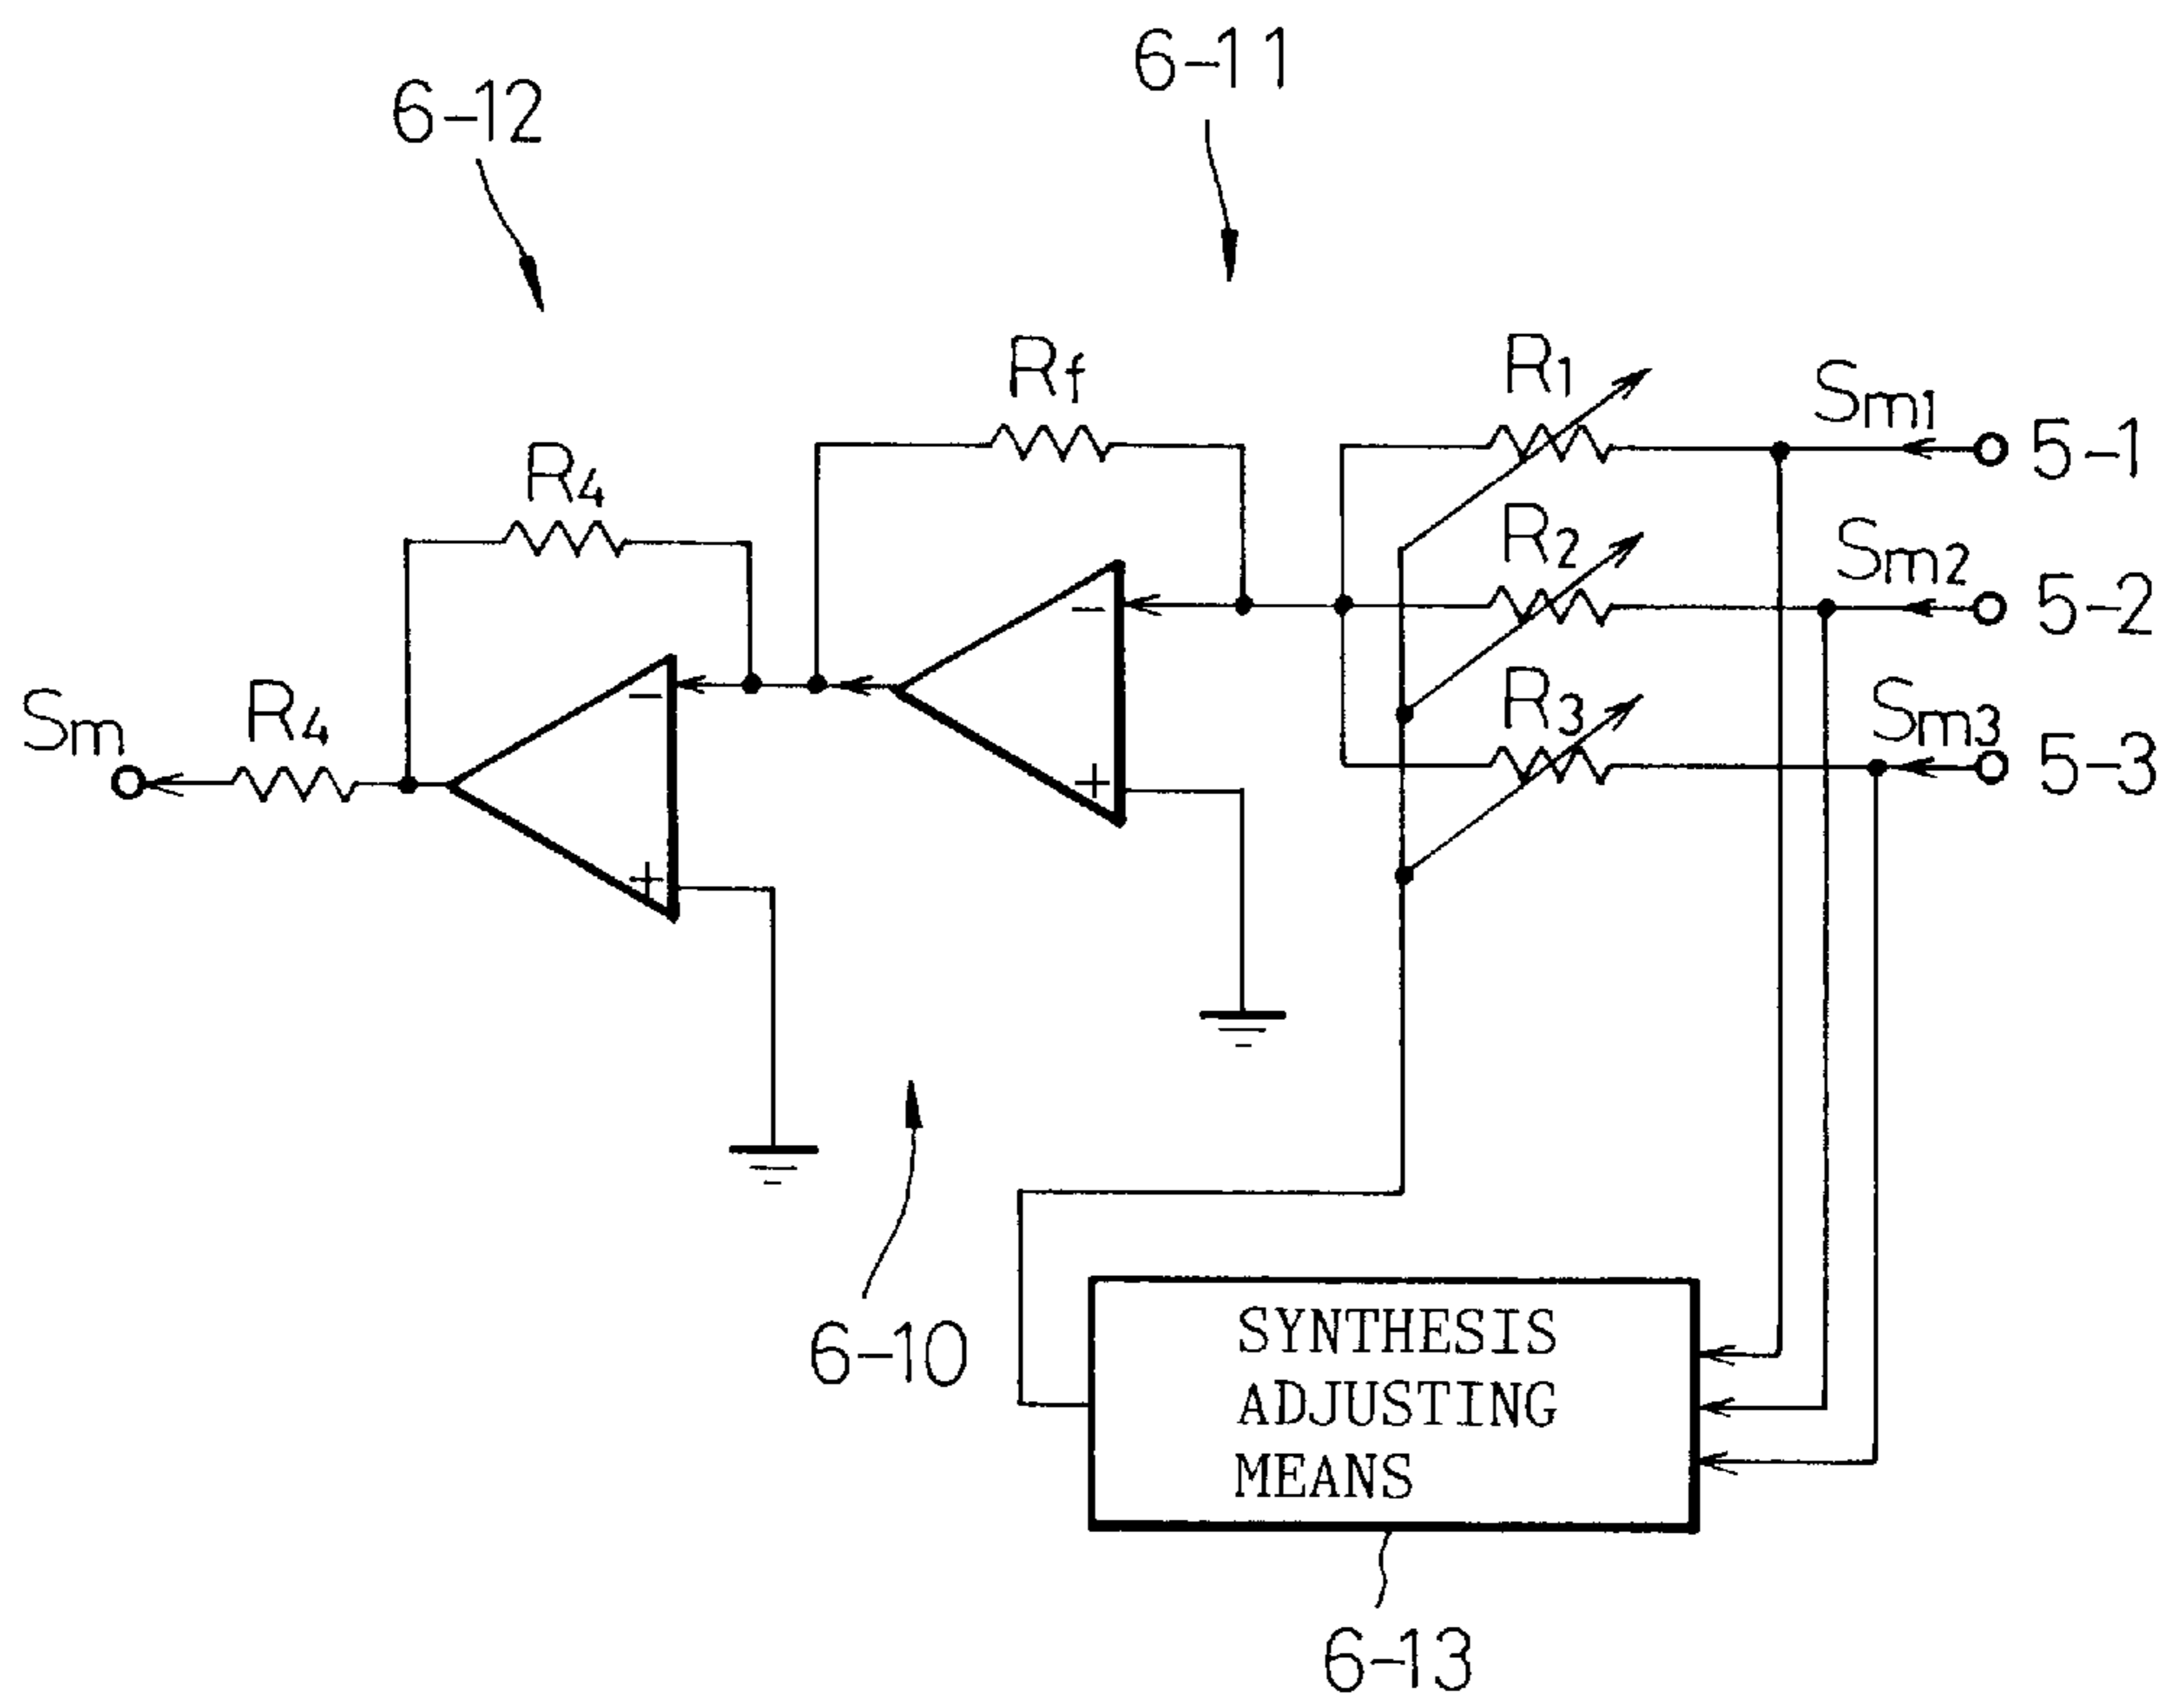 6-11
6-12
Rf
R1
Sm1
5-1
R4
R2
Sm2
5-2
-
-
R3
Sm3
5-3
Sm
R4
+
+
6-10
SYNTHESIS
ADJUSTING
MEANS
6-13